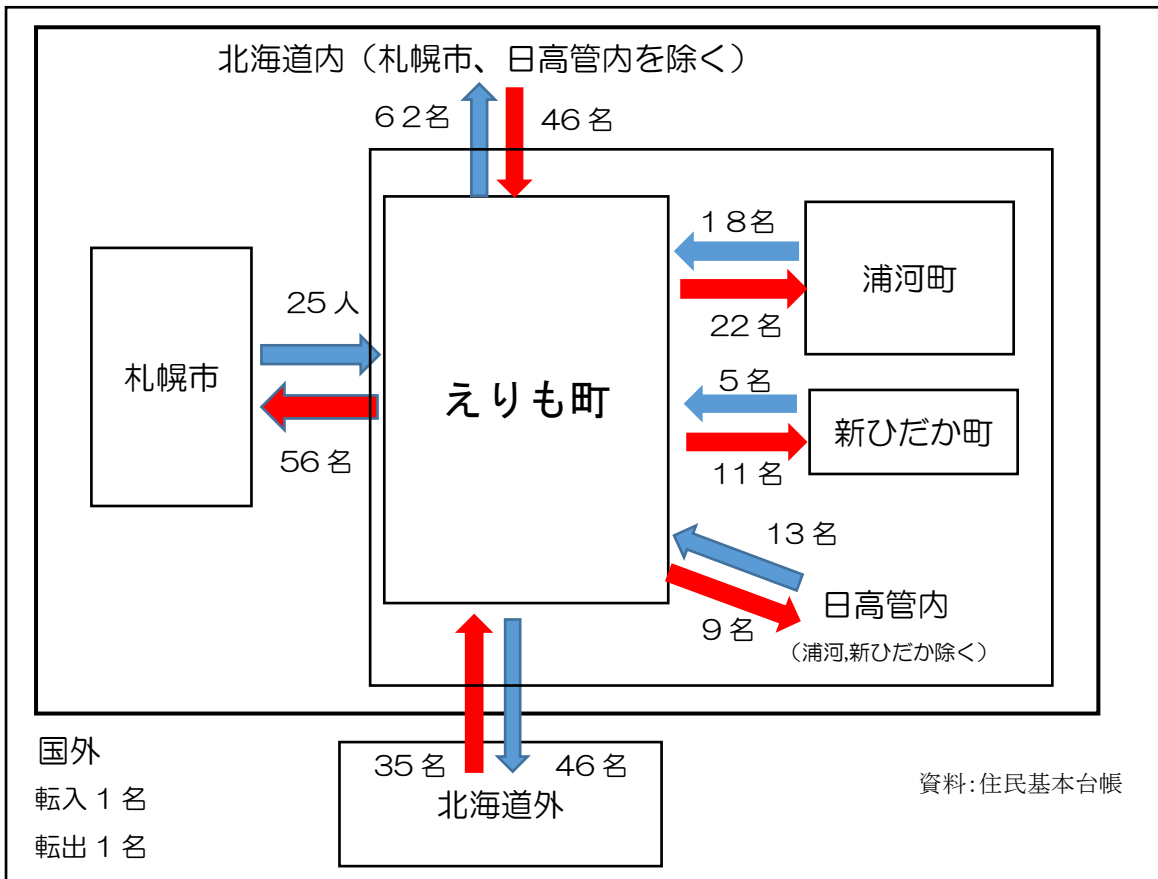 北海道内（札幌市、日高管内を除く）
６２名
46名
１８名
浦河町
22名
25人
札幌市
56名
えりも町
5名
新ひだか町
11名
13名
日高管内
9名
（浦河,新ひだか除く）
35名
46名
北海道外
国外
転入１名
転出１名
資料:住民基本台帳